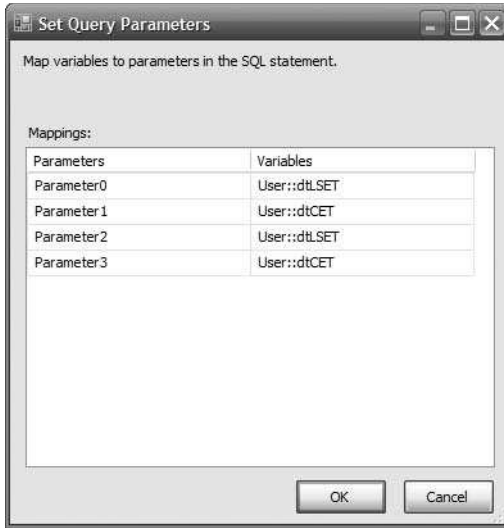 Set Query Parameters
Map variables to parameters in the SQL statement.
Mappings:
Parameters Variables
Parameter0 User::dtLSET
Parameter1 User::dtCET
Parameter2 User::dtLSET
Parameter3 User::dtCET
OK Cancel